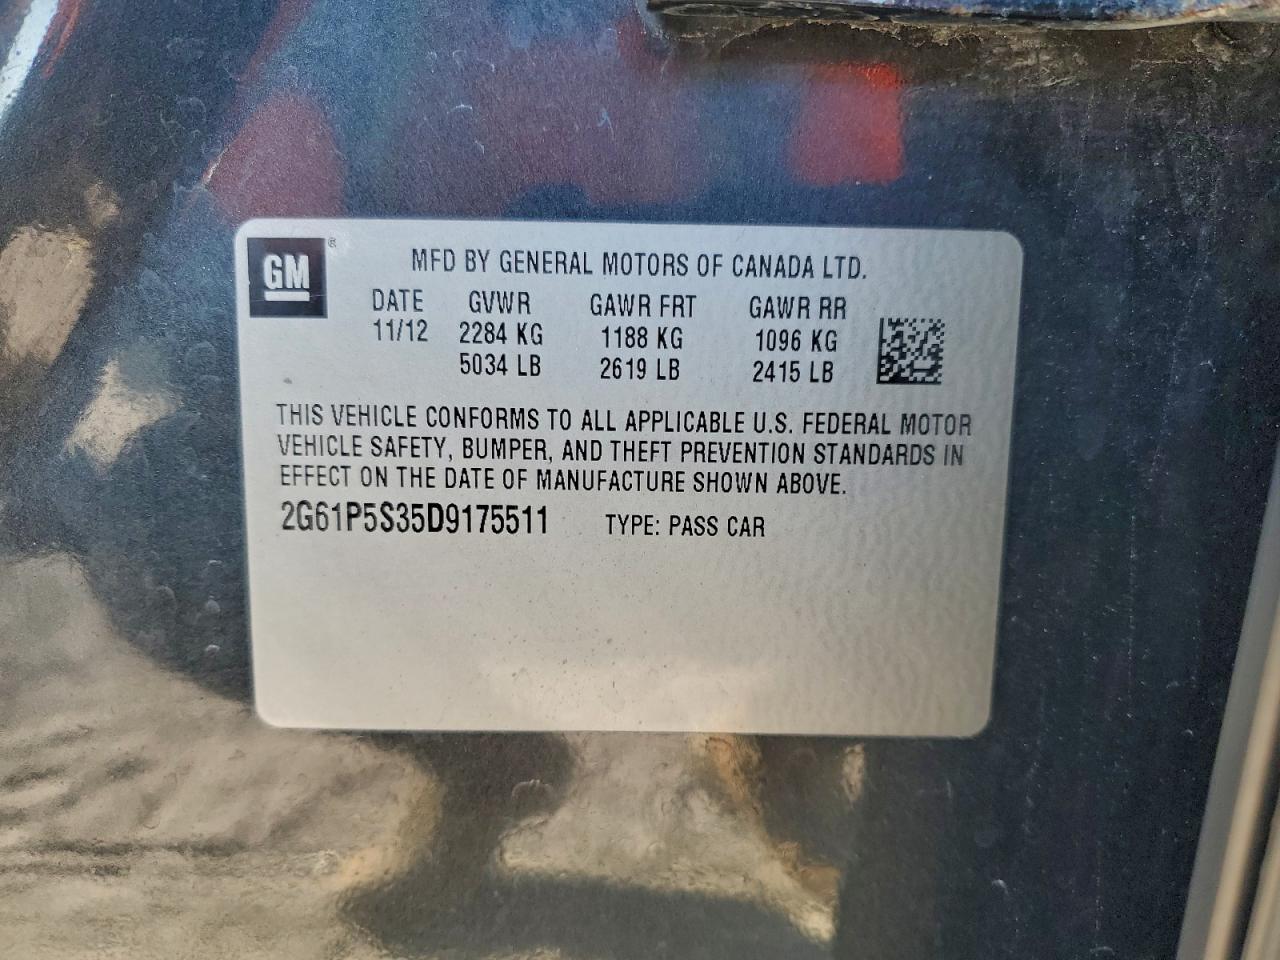 GM®
MFD BY GENERAL MOTORS OF CANADA LTD.
DATE GVWR GAWR FRT GAWR RR
11/12 2284 KG 1188 KG 1096 KG
5034 LB 2619 LB 2415 LB
THIS VEHICLE CONFORMS TO ALL APPLICABLE U.S. FEDERAL MOTOR
VEHICLE SAFETY, BUMPER, AND THEFT PREVENTION STANDARDS IN
EFFECT ON THE DATE OF MANUFACTURE SHOWN ABOVE.
2G61P5S35D9175511 TYPE: PASS CAR